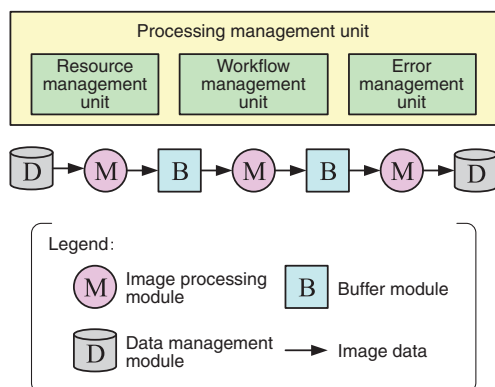 Processing management unit
Resource management unit
Workflow management unit
Error management unit
D M B M B M D
Legend:
M Image processing module
B Buffer module
D Data management module
Image data